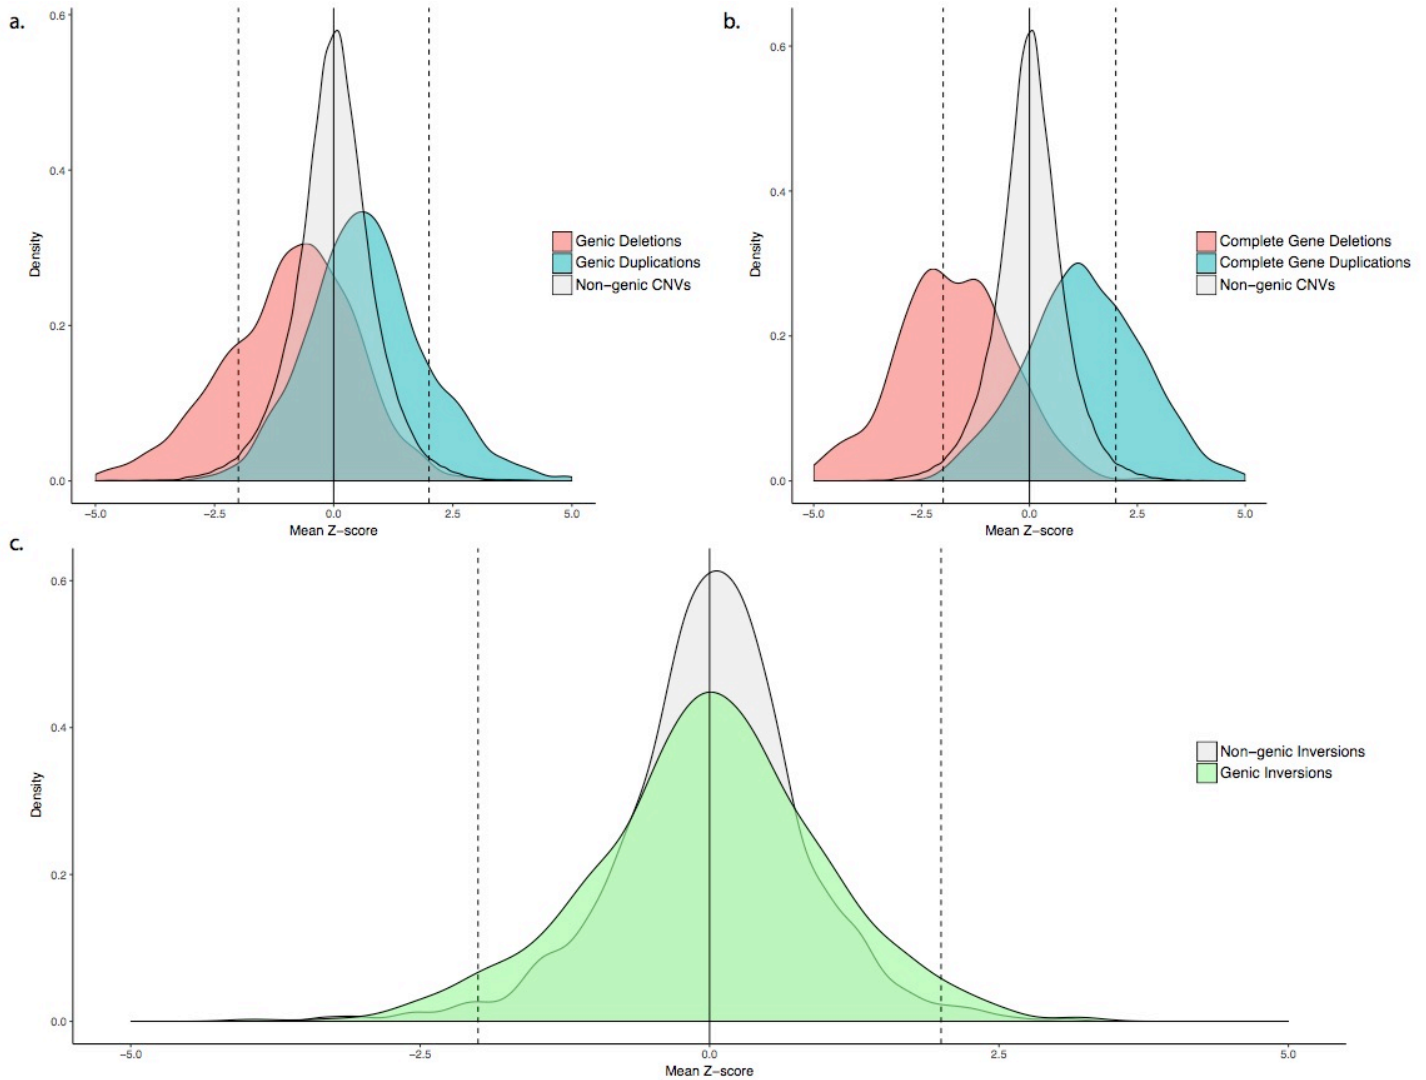 a.
0.6
0.4
0.2
0.0
Density
−5.0 −2.5 0.0 2.5 5.0
Mean Z−score
Genic Deletions
Genic Duplications
Non−genic CNVs
b.
0.6
0.4
0.2
0.0
Density
−5.0 −2.5 0.0 2.5 5.0
Mean Z−score
Complete Gene Deletions
Complete Gene Duplications
Non−genic CNVs
c.
0.6
0.4
0.2
0.0
Density
−5.0 −2.5 0.0 2.5 5.0
Mean Z−score
Non−genic Inversions
Genic Inversions